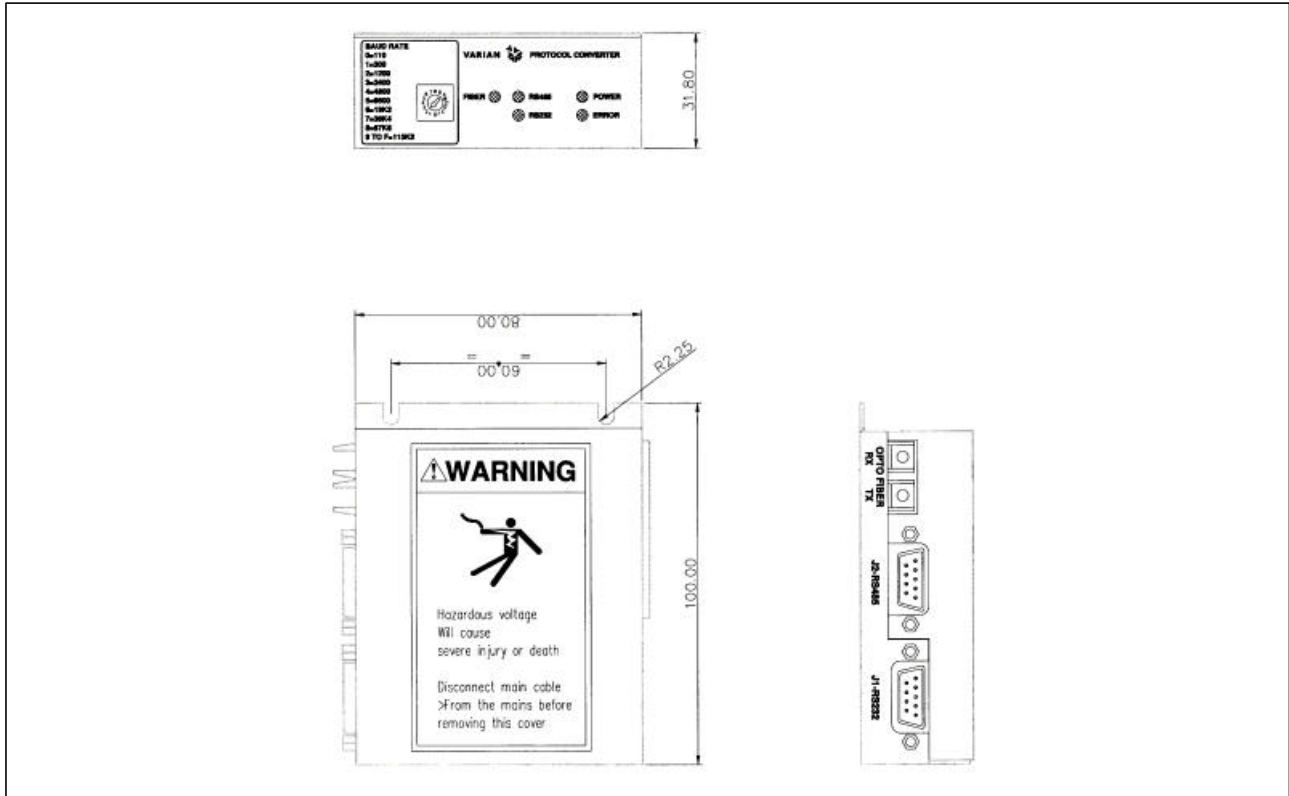 BAUD RATE
0=110
1=300
2=1200
3=2400
4=4800
5=9600
6=19K2
7=38K4
8=57K6
9 TO F=115K2
VARIAN PROTOCOL CONVERTER
FIBER RS485 POWER
RS232 ERROR
31.80
80.00
= =
60.00
R2.25
100.00
WARNING
Hazardous voltage
Will cause
severe injury or death
Disconnect main cable
>From the mains before
removing this cover
OPTO FIBER
RX TX
J2-RS485
J1-RS232